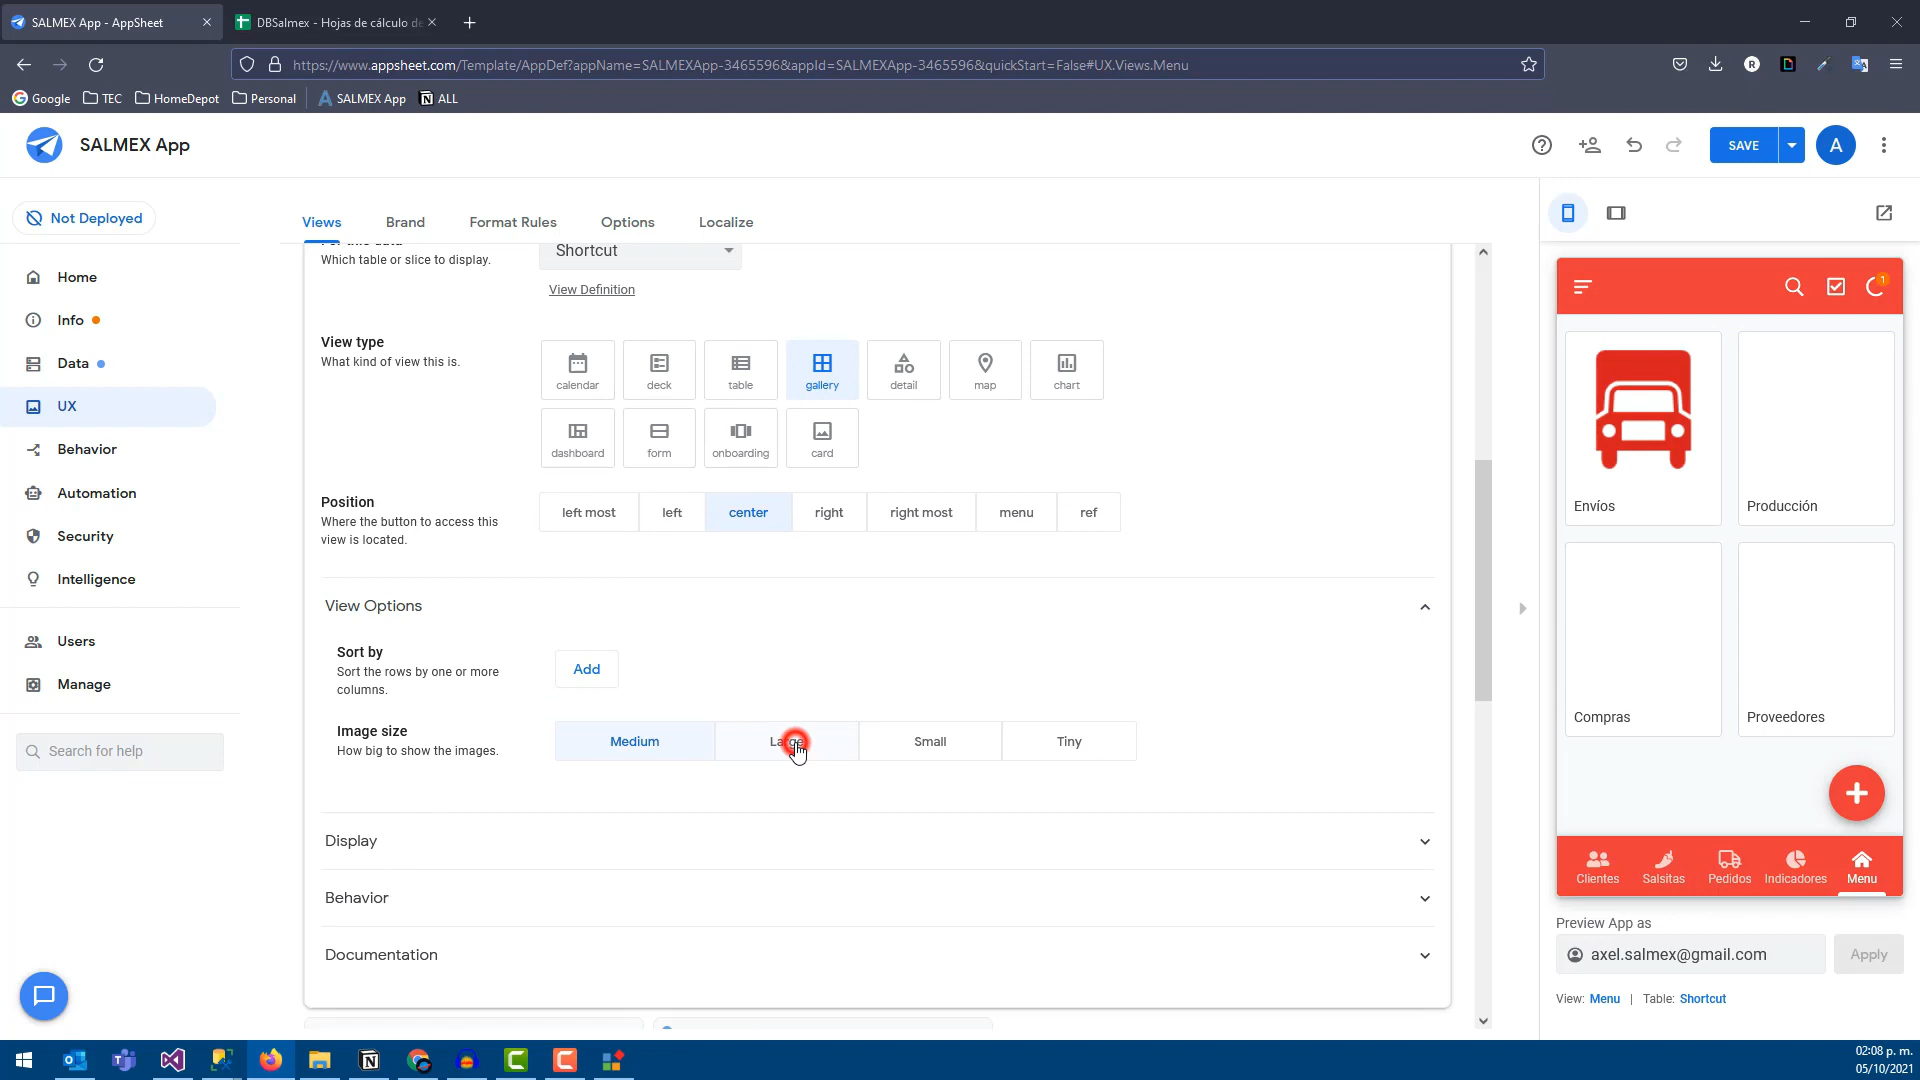 SALMEX App - AppSheet
DBSalmex - Hojas de cálculo de
https://www.appsheet.com/Template/AppDef?appName=SALMEXApp-3465596&appId=SALMEXApp-3465596&quickStart=False#UX.Views.Menu
Google
TEC
HomeDepot
Personal
SALMEX App
ALL
SALMEX App
SAVE
A
Not Deployed
Home
Info
Data
UX
Behavior
Automation
Security
Intelligence
Users
Manage
Search for help
Views
Brand
Format Rules
Options
Localize
Which table or slice to display.
Shortcut
View Definition
View type
What kind of view this is.
calendar
deck
table
gallery
detail
map
chart
dashboard
form
onboarding
card
Position
Where the button to access this
view is located.
left most
left
center
right
right most
menu
ref
View Options
Sort by
Sort the rows by one or more
columns.
Add
Image size
How big to show the images.
Medium
Large
Small
Tiny
Display
Behavior
Documentation
1
Envíos
Producción
Compras
Proveedores
Clientes
Salsitas
Pedidos
Indicadores
Menu
Preview App as
axel.salmex@gmail.com
Apply
View: Menu | Table: Shortcut
02:08 p. m.
05/10/2021